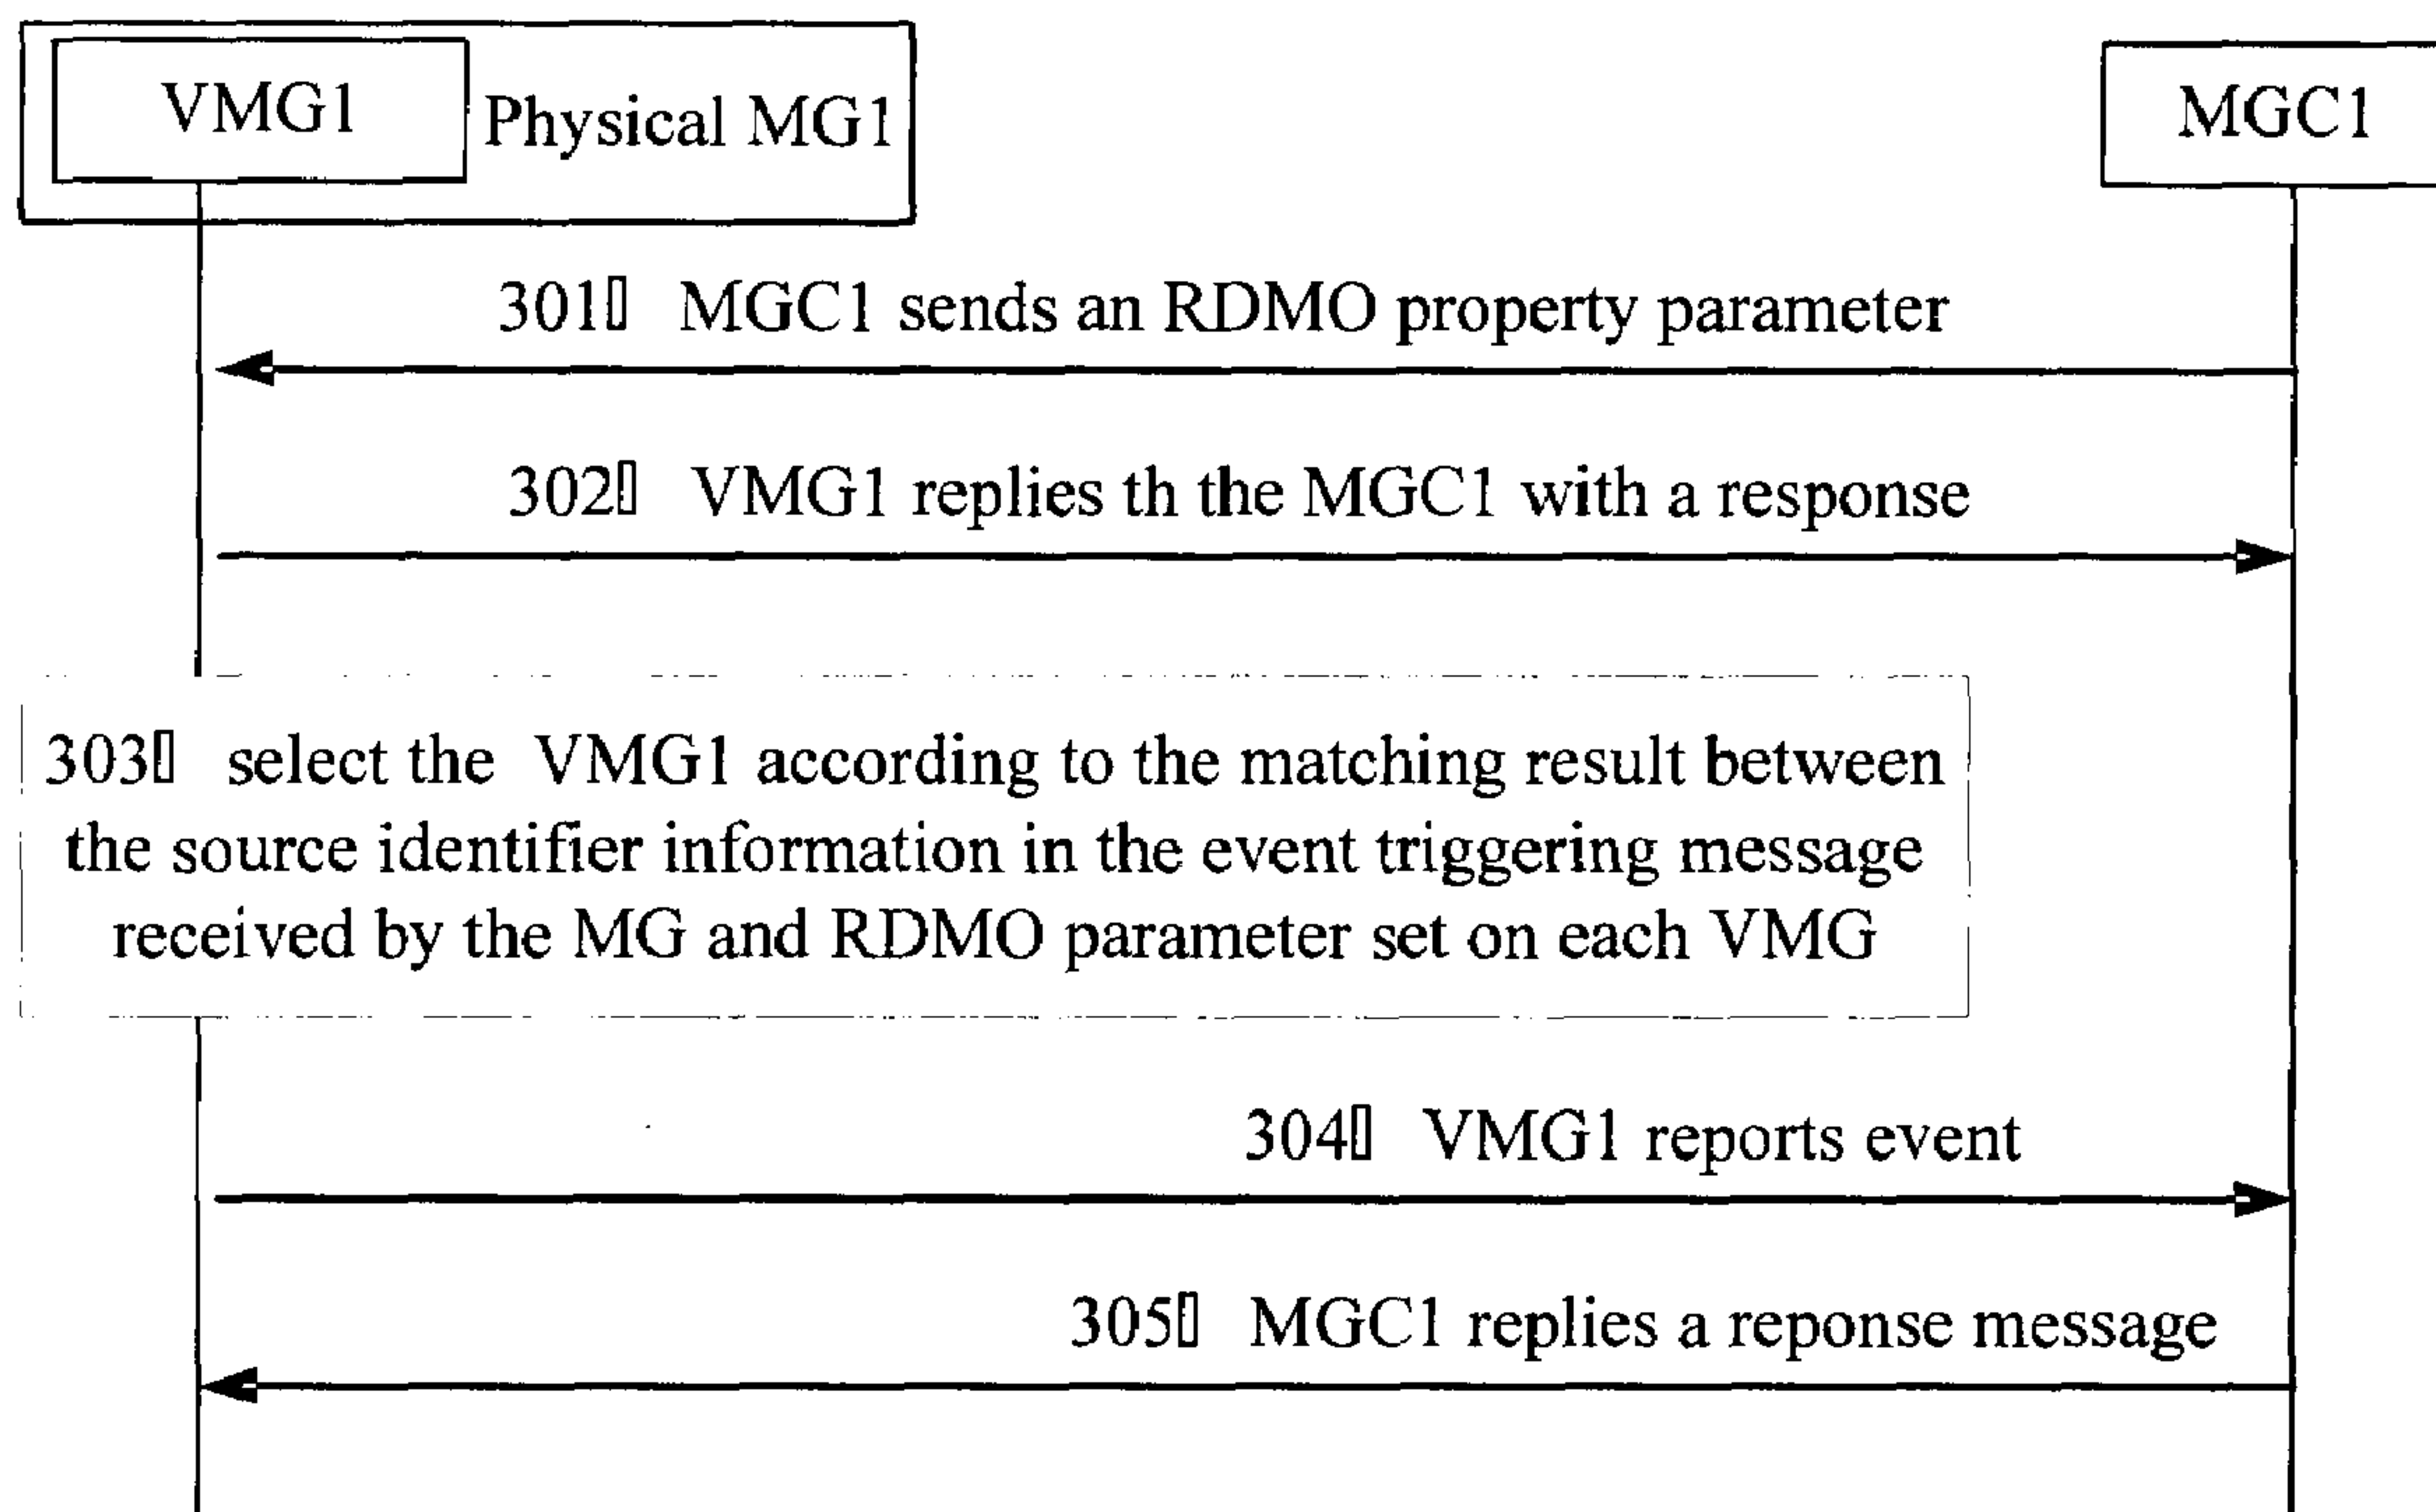 VMG1
Physical MG1
MGC1
301▯ MGC1 sends an RDMO property parameter
302▯ VMG1 replies th the MGC1 with a response
303▯ select the VMG1 according to the matching result between
the source identifier information in the event triggering message
received by the MG and RDMO parameter set on each VMG
304▯ VMG1 reports event
305▯ MGC1 replies a reponse message